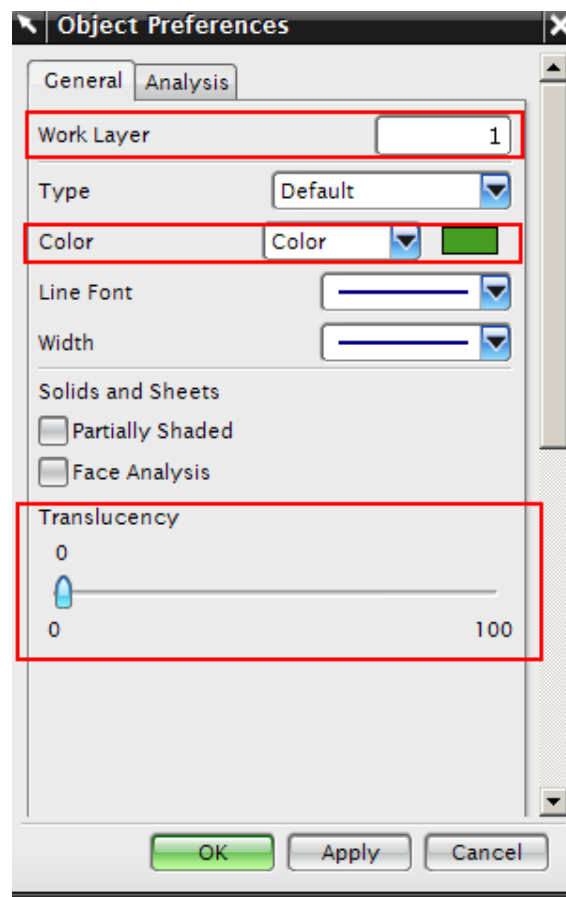 Object Preferences
General Analysis
Work Layer 1
Type Default
Color Color
Line Font
Width
Solids and Sheets
Partially Shaded
Face Analysis
Translucency
0
0 100
OK Apply Cancel